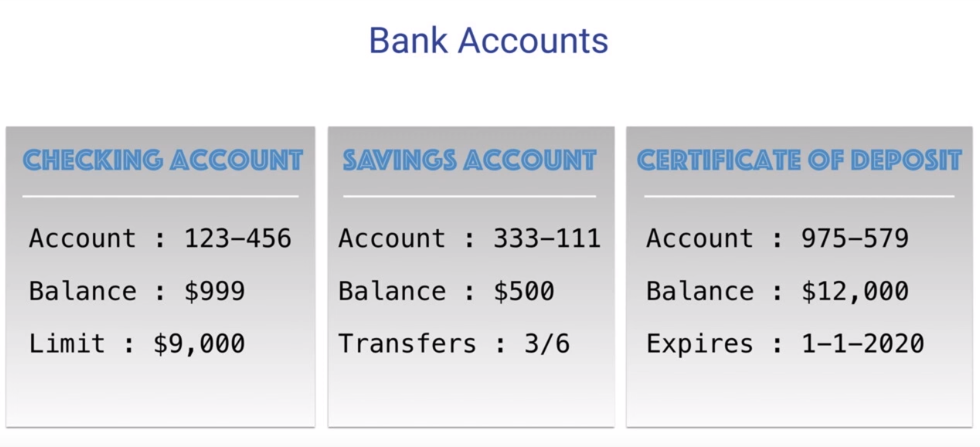 Bank Accounts
CHECKING ACCOUNT
Account : 123-456
Balance : $999
Limit : $9,000
SAVINGS ACCOUNT
Account : 333-111
Balance : $500
Transfers : 3/6
CERTIFICATE OF DEPOSIT
Account : 975-579
Balance : $12,000
Expires : 1-1-2020